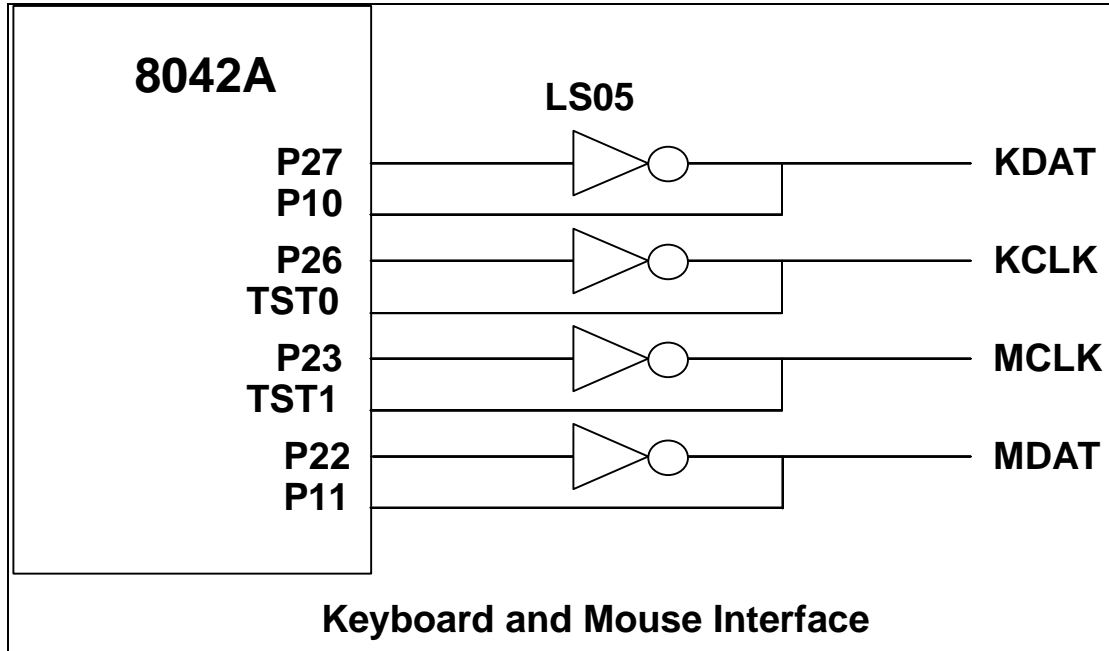 8042A
LS05
P27
KDAT
P10
P26
KCLK
TST0
P23
MCLK
TST1
P22
MDAT
P11
Keyboard and Mouse Interface